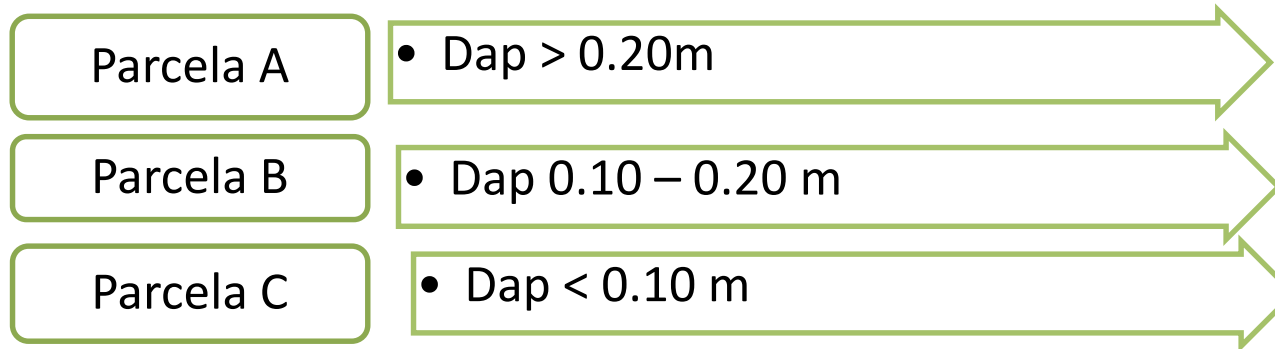 Parcela A
• Dap > 0.20m
Parcela B
• Dap 0.10 – 0.20 m
Parcela C
• Dap < 0.10 m